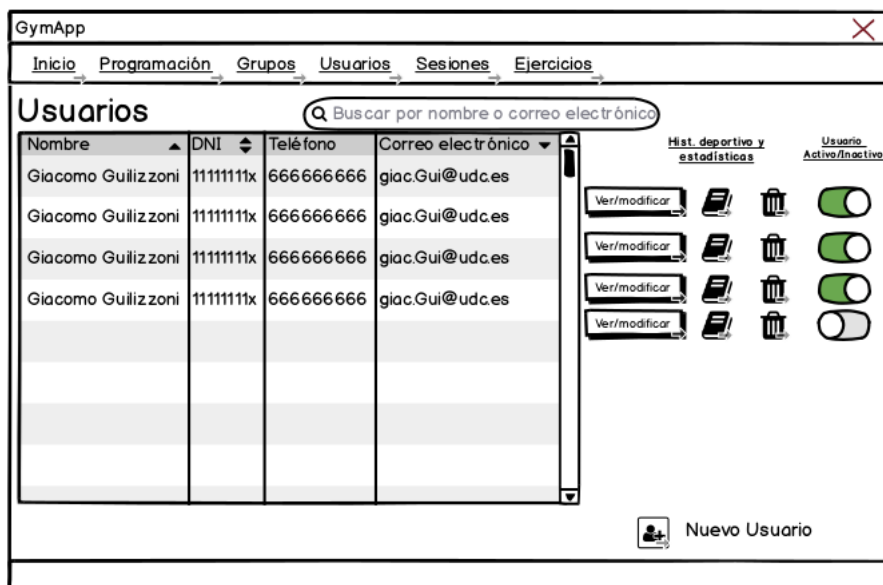 GymApp
Inicio Programación Grupos Usuarios Sesiones Ejercicios
Usuarios
Buscar por nombre o correo electrónico
Nombre DNI Teléfono Correo electrónico
Hist. deportivo y
estadísticas
Usuario
Activo/Inactivo
Giacomo Guilizzoni 11111111x 666666666 giac.Gui@udc.es
Ver/modificar
Giacomo Guilizzoni 11111111x 666666666 giac.Gui@udc.es
Ver/modificar
Giacomo Guilizzoni 11111111x 666666666 giac.Gui@udc.es
Ver/modificar
Giacomo Guilizzoni 11111111x 666666666 giac.Gui@udc.es
Ver/modificar
Nuevo Usuario